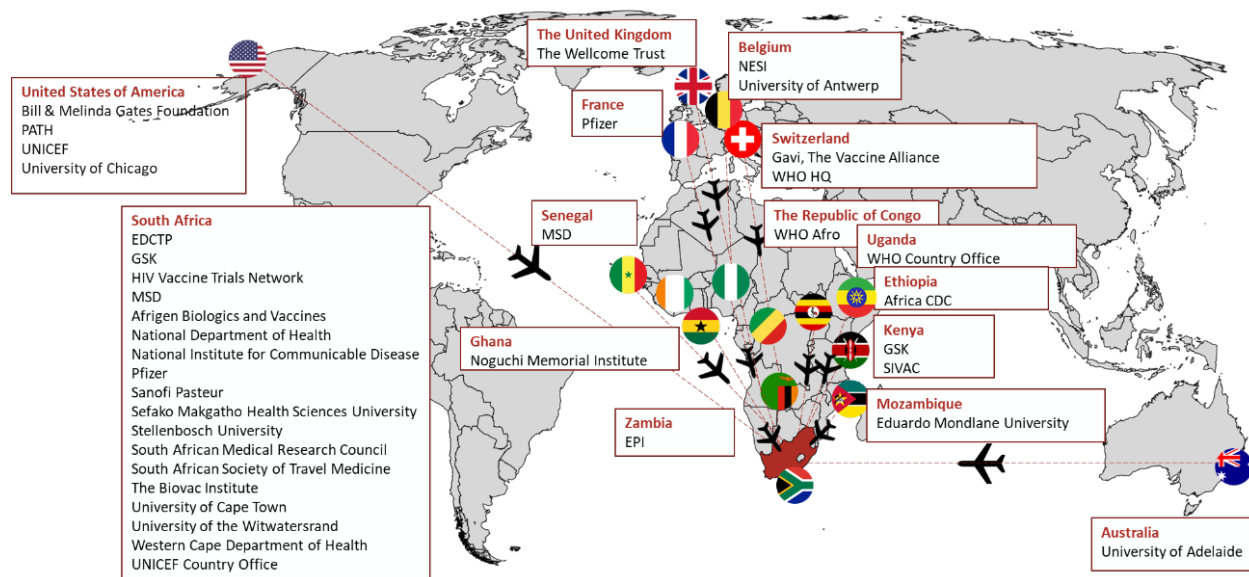 United States of America
Bill & Melinda Gates Foundation
PATH
UNICEF
University of Chicago
The United Kingdom
The Wellcome Trust
France
Pfizer
Belgium
NESI
University of Antwerp
Switzerland
Gavi, The Vaccine Alliance
WHO HQ
South Africa
EDCTP
GSK
HIV Vaccine Trials Network
MSD
Afrigen Biologics and Vaccines
National Department of Health
National Institute for Communicable Disease
Pfizer
Sanofi Pasteur
Sefako Makgatho Health Sciences University
Stellenbosch University
South African Medical Research Council
South African Society of Travel Medicine
The Biovac Institute
University of Cape Town
University of the Witwatersrand
Western Cape Department of Health
UNICEF Country Office
Senegal
MSD
The Republic of Congo
WHO Afro
Uganda
WHO Country Office
Ethiopia
Africa CDC
Ghana
Noguchi Memorial Institute
Kenya
GSK
SIVAC
Zambia
EPI
Mozambique
Eduardo Mondlane University
Australia
University of Adelaide